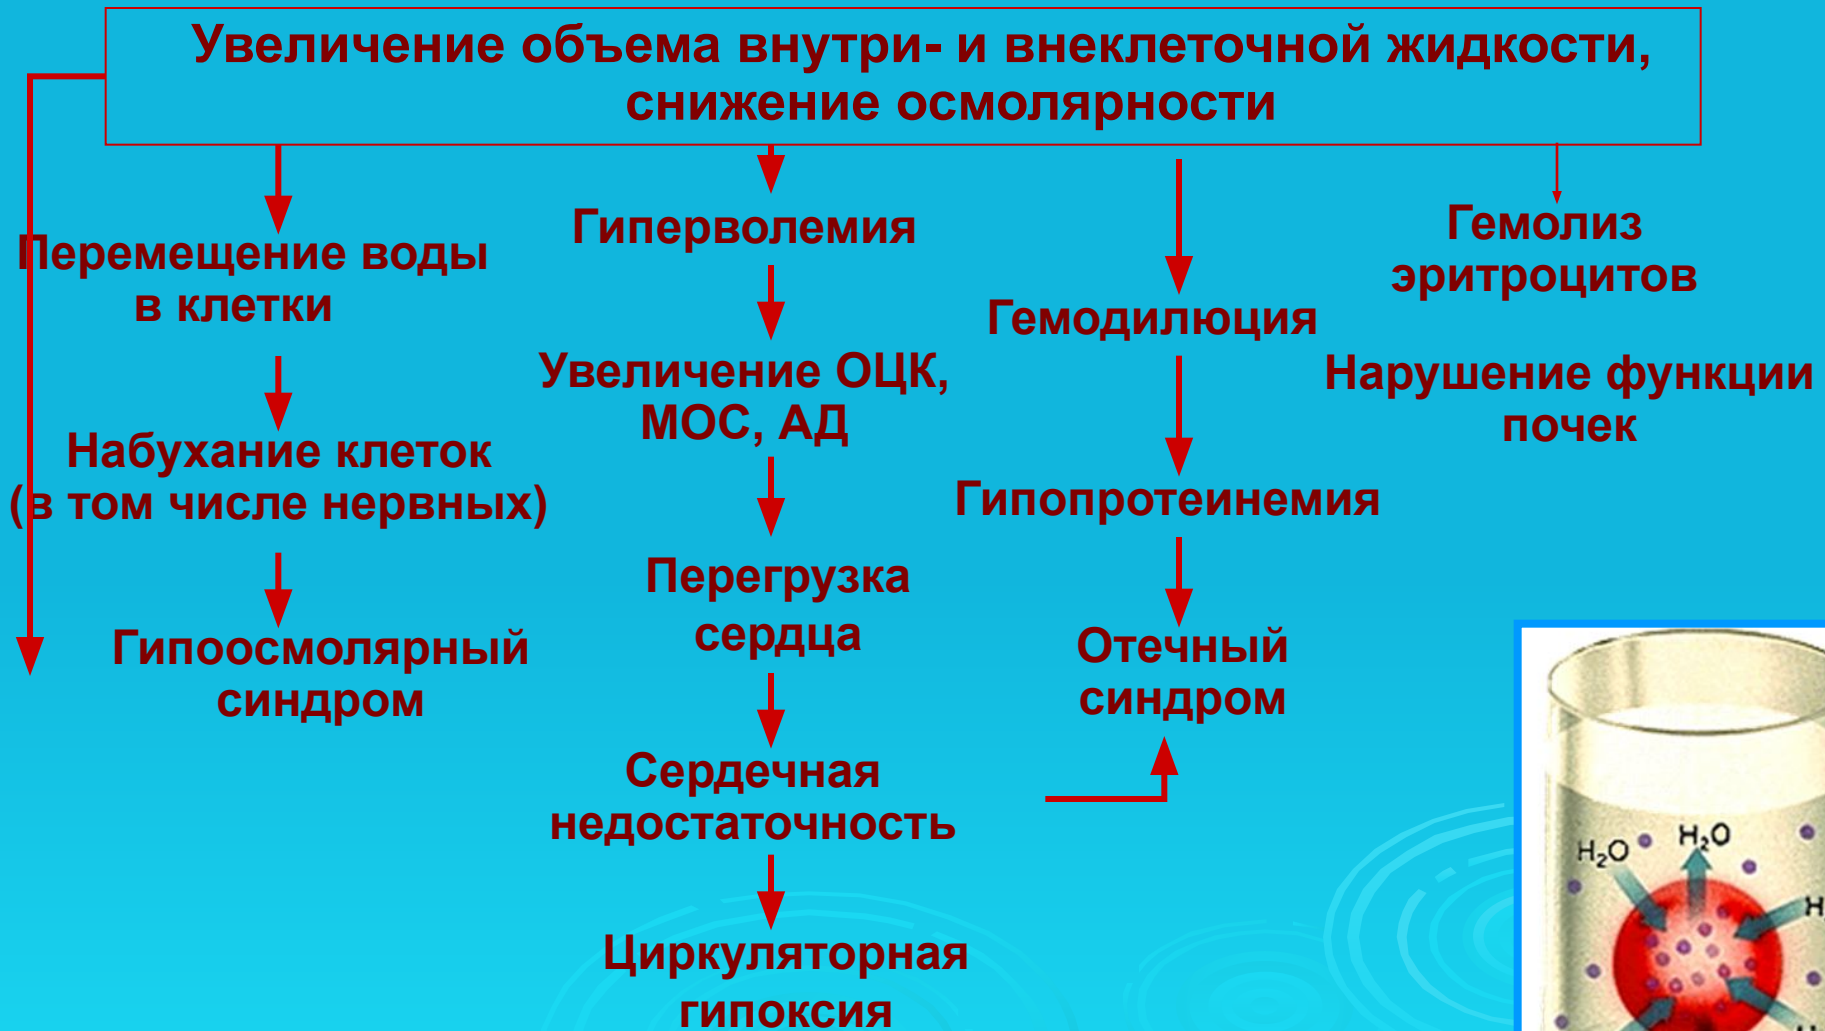 Увеличение объема внутри- и внеклеточной жидкости,
снижение осмолярности
Перемещение воды
в клетки
Набухание клеток
(в том числе нервных)
Гипоосмолярный
синдром
Гиперволемия
Увеличение ОЦК,
МОС, АД
Перегрузка
сердца
Сердечная
недостаточность
Циркуляторная
гипоксия
Гемодилюция
Гипопротеинемия
Отечный
синдром
Гемолиз
эритроцитов
Нарушение функции
почек
H₂O
H₂O